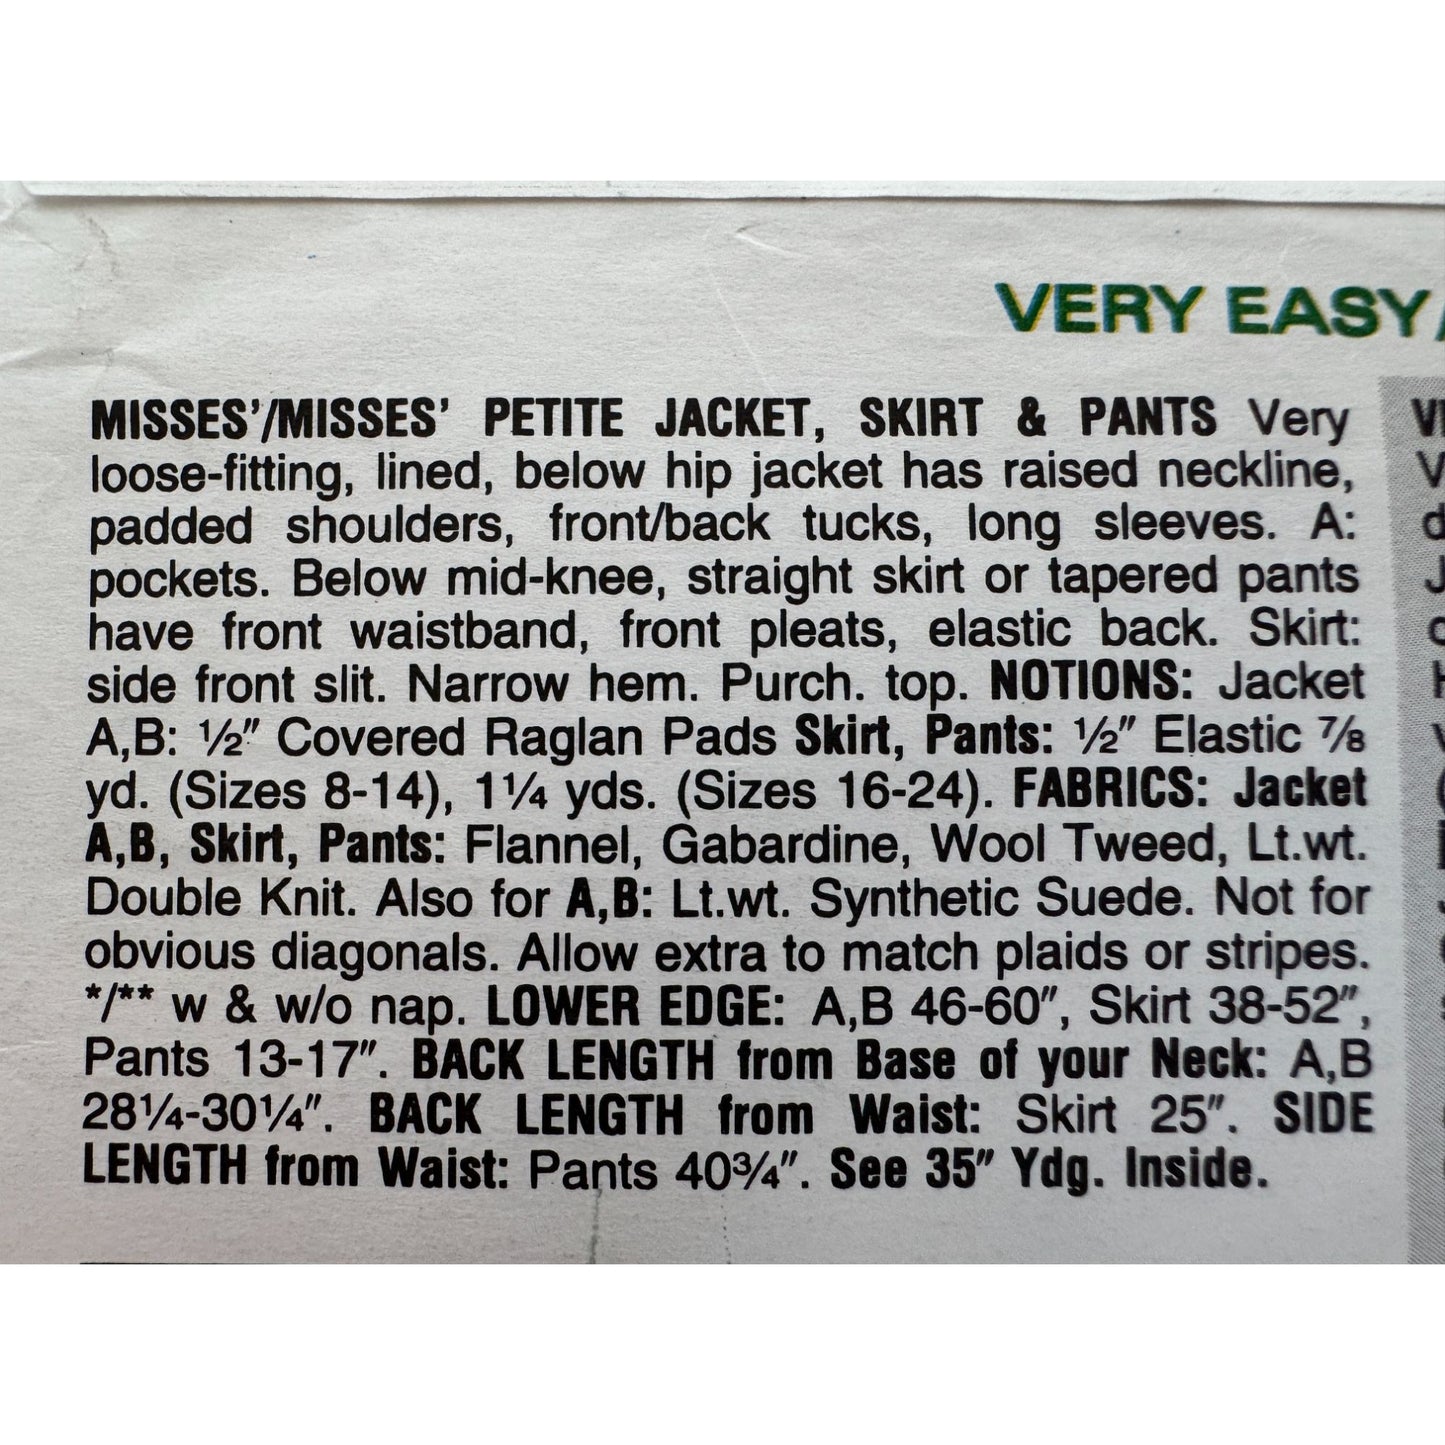 VERY EASY/
MISSES'/MISSES' PETITE JACKET, SKIRT & PANTS Very
loose-fitting, lined, below hip jacket has raised neckline,
padded shoulders, front/back tucks, long sleeves. A:
pockets. Below mid-knee, straight skirt or tapered pants
have front waistband, front pleats, elastic back. Skirt:
side front slit. Narrow hem. Purch. top. NOTIONS: Jacket
A,B: ½" Covered Raglan Pads Skirt, Pants: ½" Elastic ⅞
yd. (Sizes 8-14), 1¼ yds. (Sizes 16-24). FABRICS: Jacket
A,B, Skirt, Pants: Flannel, Gabardine, Wool Tweed, Lt.wt.
Double Knit. Also for A,B: Lt.wt. Synthetic Suede. Not for
obvious diagonals. Allow extra to match plaids or stripes.
*/** w & w/o nap. LOWER EDGE: A,B 46-60", Skirt 38-52",
Pants 13-17". BACK LENGTH from Base of your Neck: A,B
28¼-30¼". BACK LENGTH from Waist: Skirt 25". SIDE
LENGTH from Waist: Pants 40¾". See 35" Ydg. Inside.